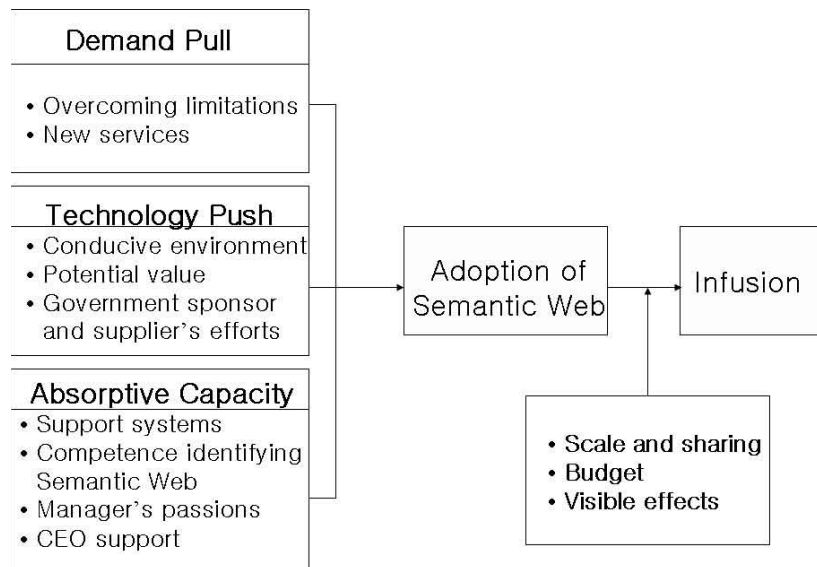 Demand Pull
• Overcoming limitations
• New services
Technology Push
• Conducive environment
• Potential value
• Government sponsor
and supplier's efforts
Absorptive Capacity
• Support systems
• Competence identifying
Semantic Web
• Manager's passions
• CEO support
Adoption of
Semantic Web
Infusion
• Scale and sharing
• Budget
• Visible effects